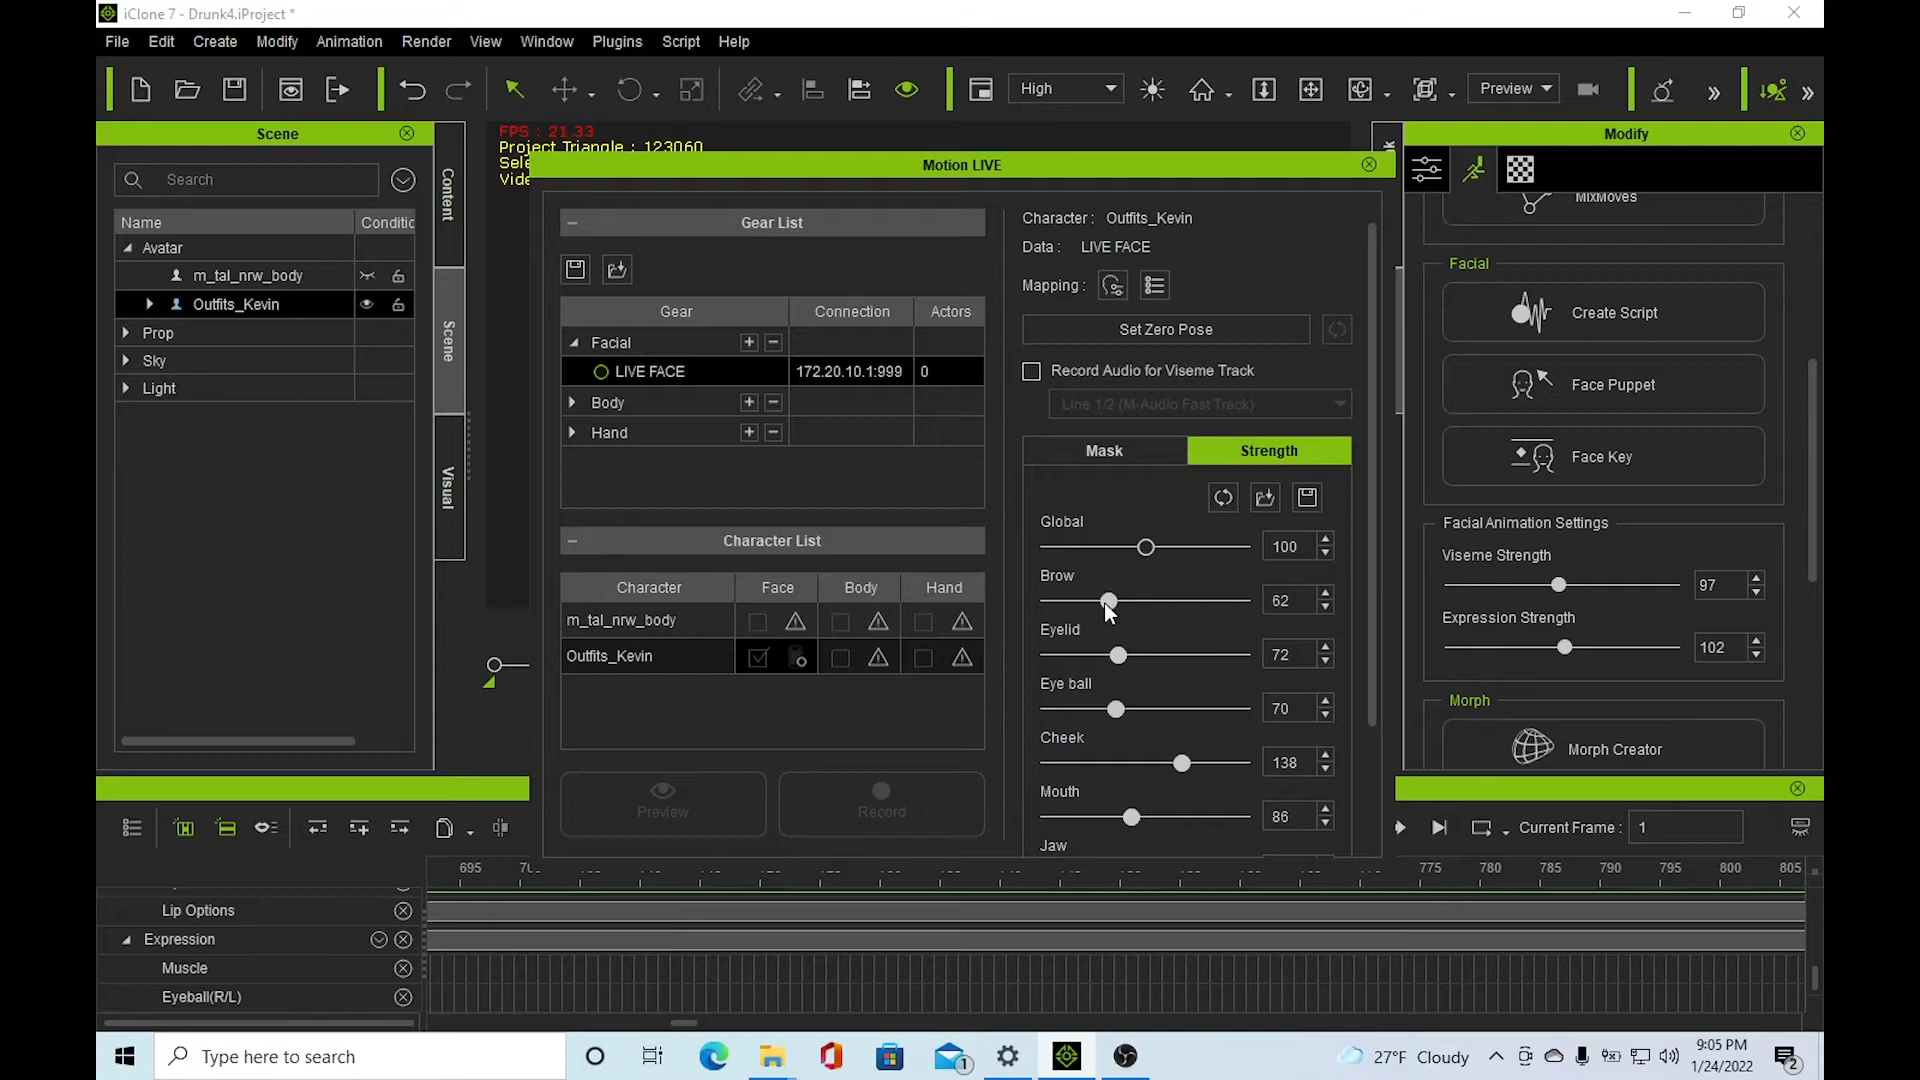 iClone 7 - Drunk4.iProject *
File Edit Create Modify Animation Render View Window Plugins Script Help
High
Preview
Scene
Search
Name Conditic
Avatar
m_tal_nrw_body
Outfits_Kevin
Prop
Sky
Light
Content
Scene
Visual
FPS : 21.33
Project Triangle : 123060
Sele
Vide
Motion LIVE
Gear List
Gear Connection Actors
Facial
LIVE FACE 172.20.10.1:999 0
Body
Hand
Character List
Character Face Body Hand
m_tal_nrw_body
Outfits_Kevin
Preview
Record
Character : Outfits_Kevin
Data : LIVE FACE
Mapping :
Set Zero Pose
Record Audio for Viseme Track
Line 1/2 (M-Audio Fast Track)
Mask Strength
Global
100
Brow
62
Eyelid
72
Eye ball
70
Cheek
138
Mouth
86
Jaw
Modify
MixMoves
Facial
Create Script
Face Puppet
Face Key
Facial Animation Settings
Viseme Strength
97
Expression Strength
102
Morph
Morph Creator
Current Frame : 1
695 775 780 785 790 795 800 805
Lip Options
Expression
Muscle
Eyeball(R/L)
Type here to search
1
27°F Cloudy
9:05 PM
1/24/2022
2